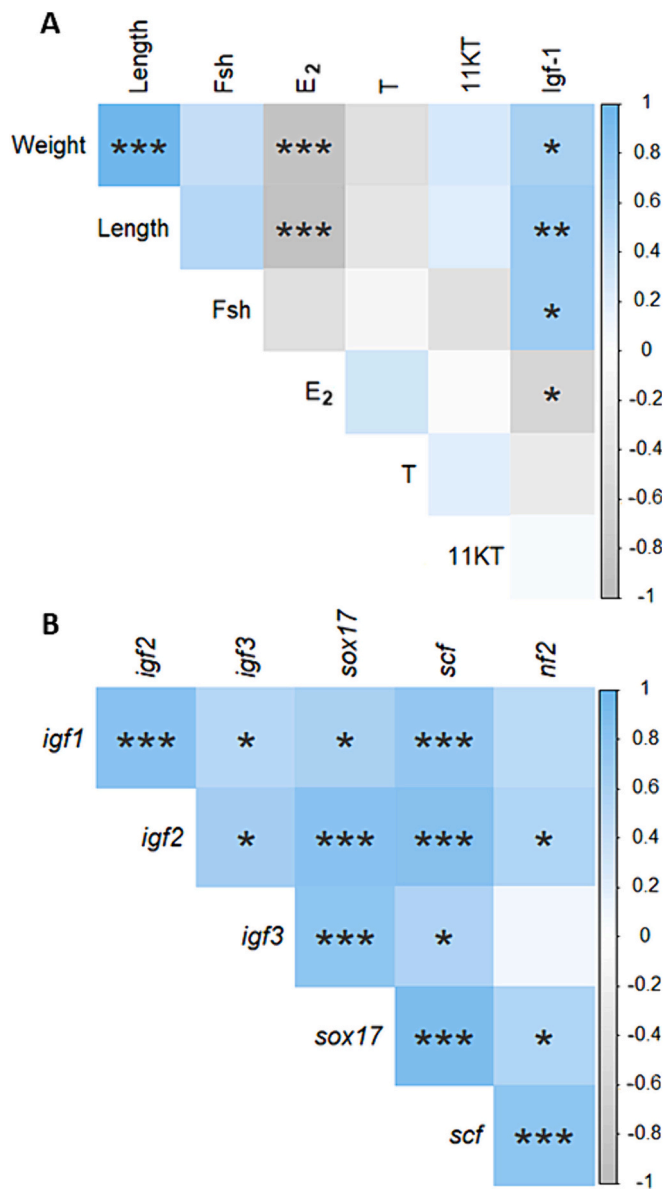 A
Length Fsh E₂ T 11KT Igf-1
Weight *** *** *
Length *** **
Fsh *
E₂ *
T
11KT
1
0.8
0.6
0.4
0.2
0
-0.2
-0.4
-0.6
-0.8
-1
B
igf2 igf3 sox17 scf nf2
igf1 *** * * ***
igf2 * *** *** *
igf3 *** *
sox17 *** *
scf ***
1
0.8
0.6
0.4
0.2
0
-0.2
-0.4
-0.6
-0.8
-1